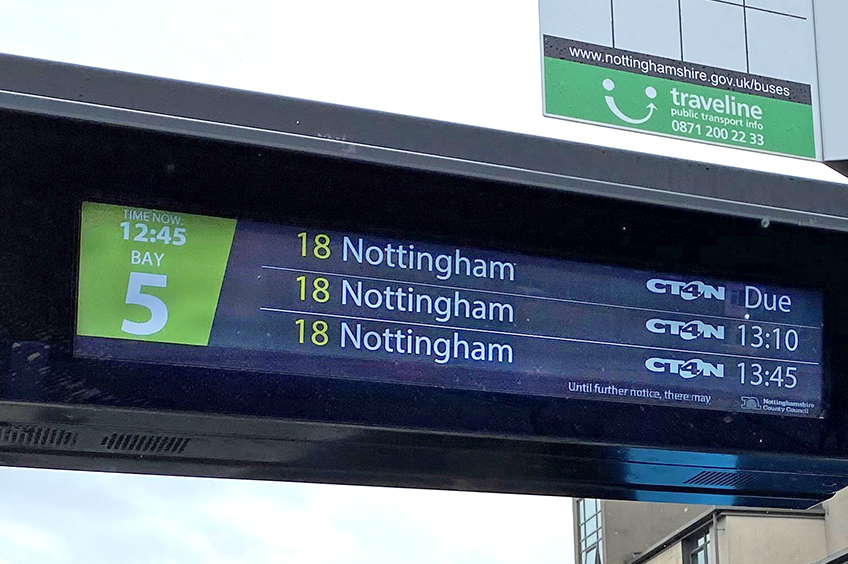 www.nottinghamshire.gov.uk/buses
traveline
public transport info
0871 200 22 33
TIME NOW:
12:45
BAY
5
18 Nottingham CT4N Due
18 Nottingham CT4N 13:10
18 Nottingham CT4N 13:45
Until further notice, there may
Nottinghamshire
County Council